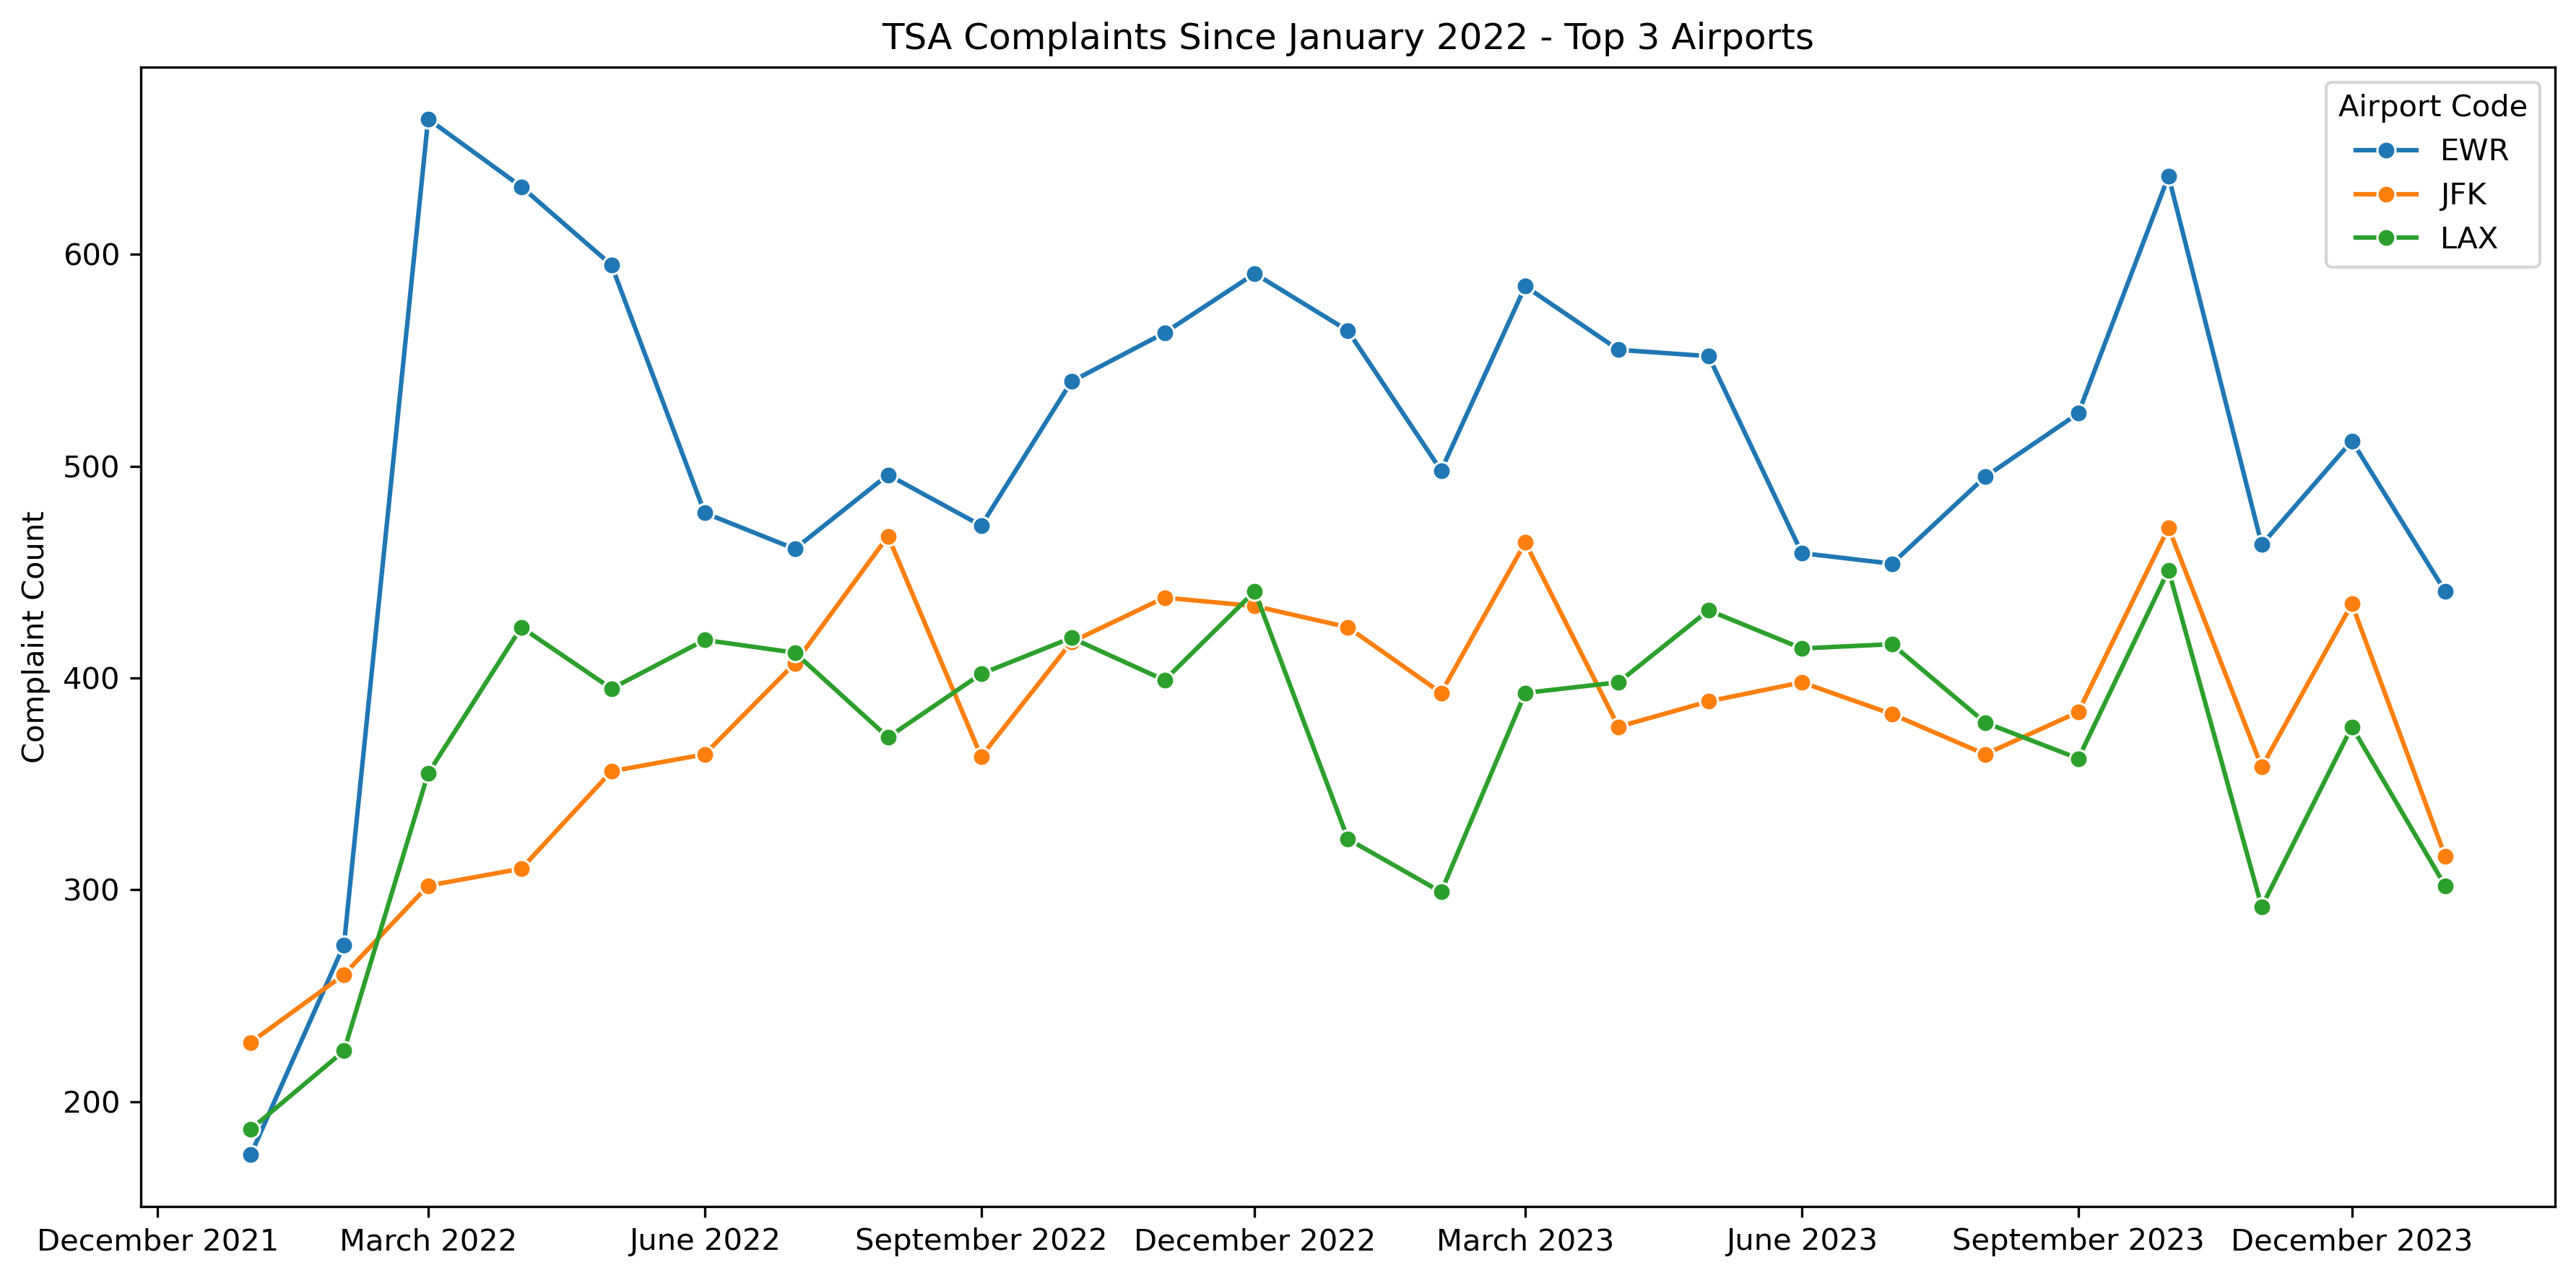 TSA Complaints Since January 2022 - Top 3 Airports
Airport Code
EWR
JFK
LAX
Complaint Count
600
500
400
300
200
December 2021
March 2022
June 2022
September 2022
December 2022
March 2023
June 2023
September 2023
December 2023